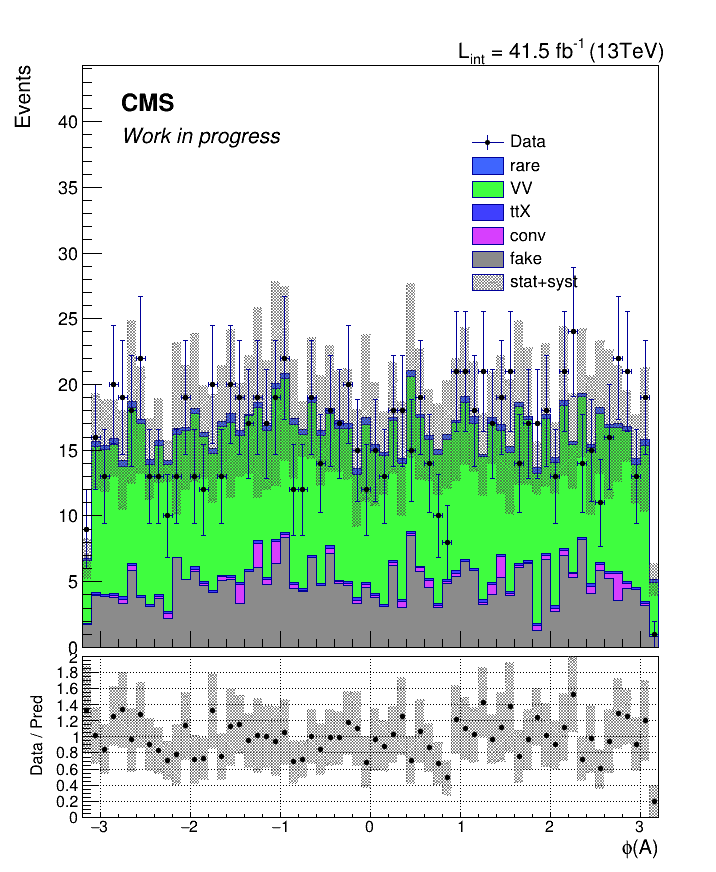 L_int = 41.5 fb^-1 (13TeV)
Events
CMS
Work in progress
Data
rare
VV
ttX
conv
fake
stat+syst
40
35
30
25
20
15
10
5
0
Data / Pred
2
1.8
1.6
1.4
1.2
1
0.8
0.6
0.4
0.2
0
−3 −2 −1 0 1 2 3
ϕ(A)